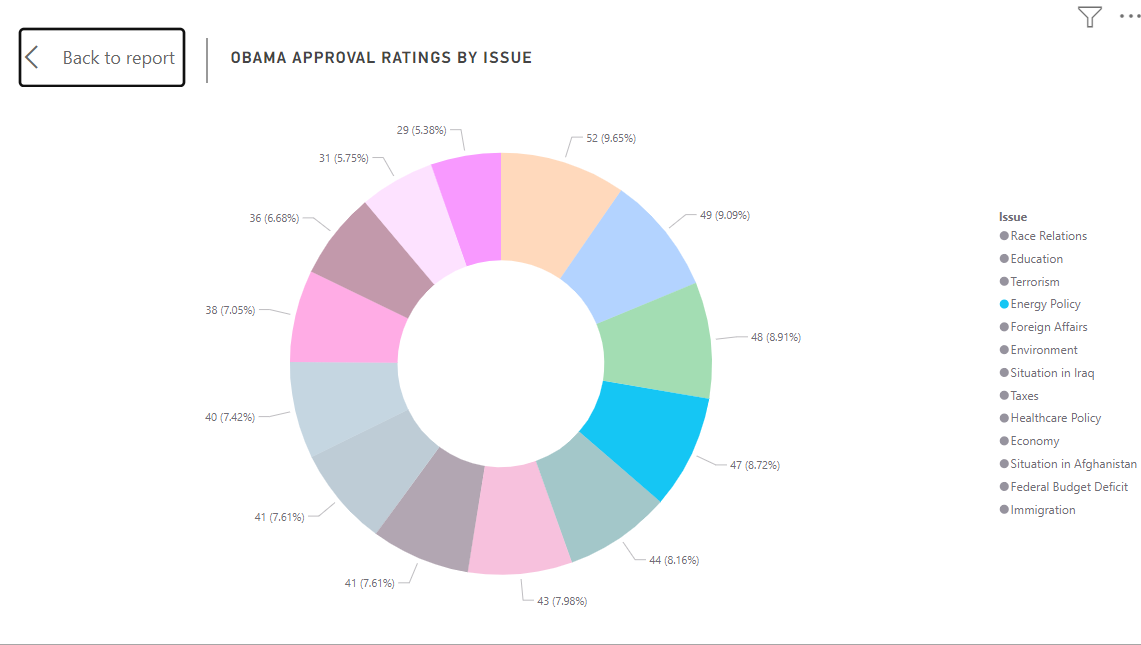 Back to report
OBAMA APPROVAL RATINGS BY ISSUE
29 (5.38%)
52 (9.65%)
31 (5.75%)
49 (9.09%)
36 (6.68%)
38 (7.05%)
48 (8.91%)
40 (7.42%)
47 (8.72%)
41 (7.61%)
44 (8.16%)
41 (7.61%)
43 (7.98%)
Issue
Race Relations
Education
Terrorism
Energy Policy
Foreign Affairs
Environment
Situation in Iraq
Taxes
Healthcare Policy
Economy
Situation in Afghanistan
Federal Budget Deficit
Immigration